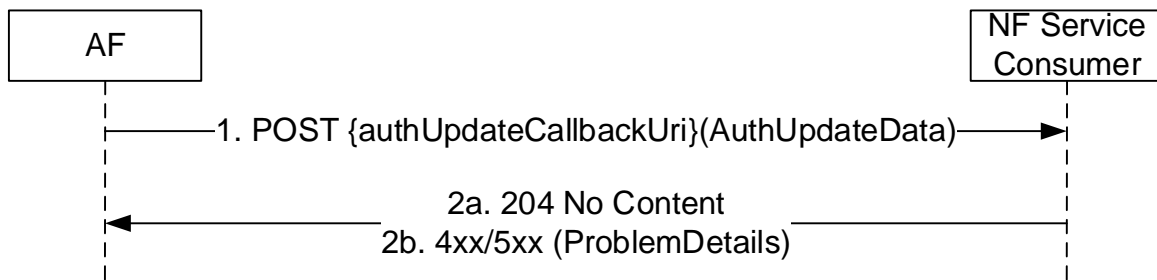 AF
NF Service
Consumer
1. POST {authUpdateCallbackUri}(AuthUpdateData)
2a. 204 No Content
2b. 4xx/5xx (ProblemDetails)